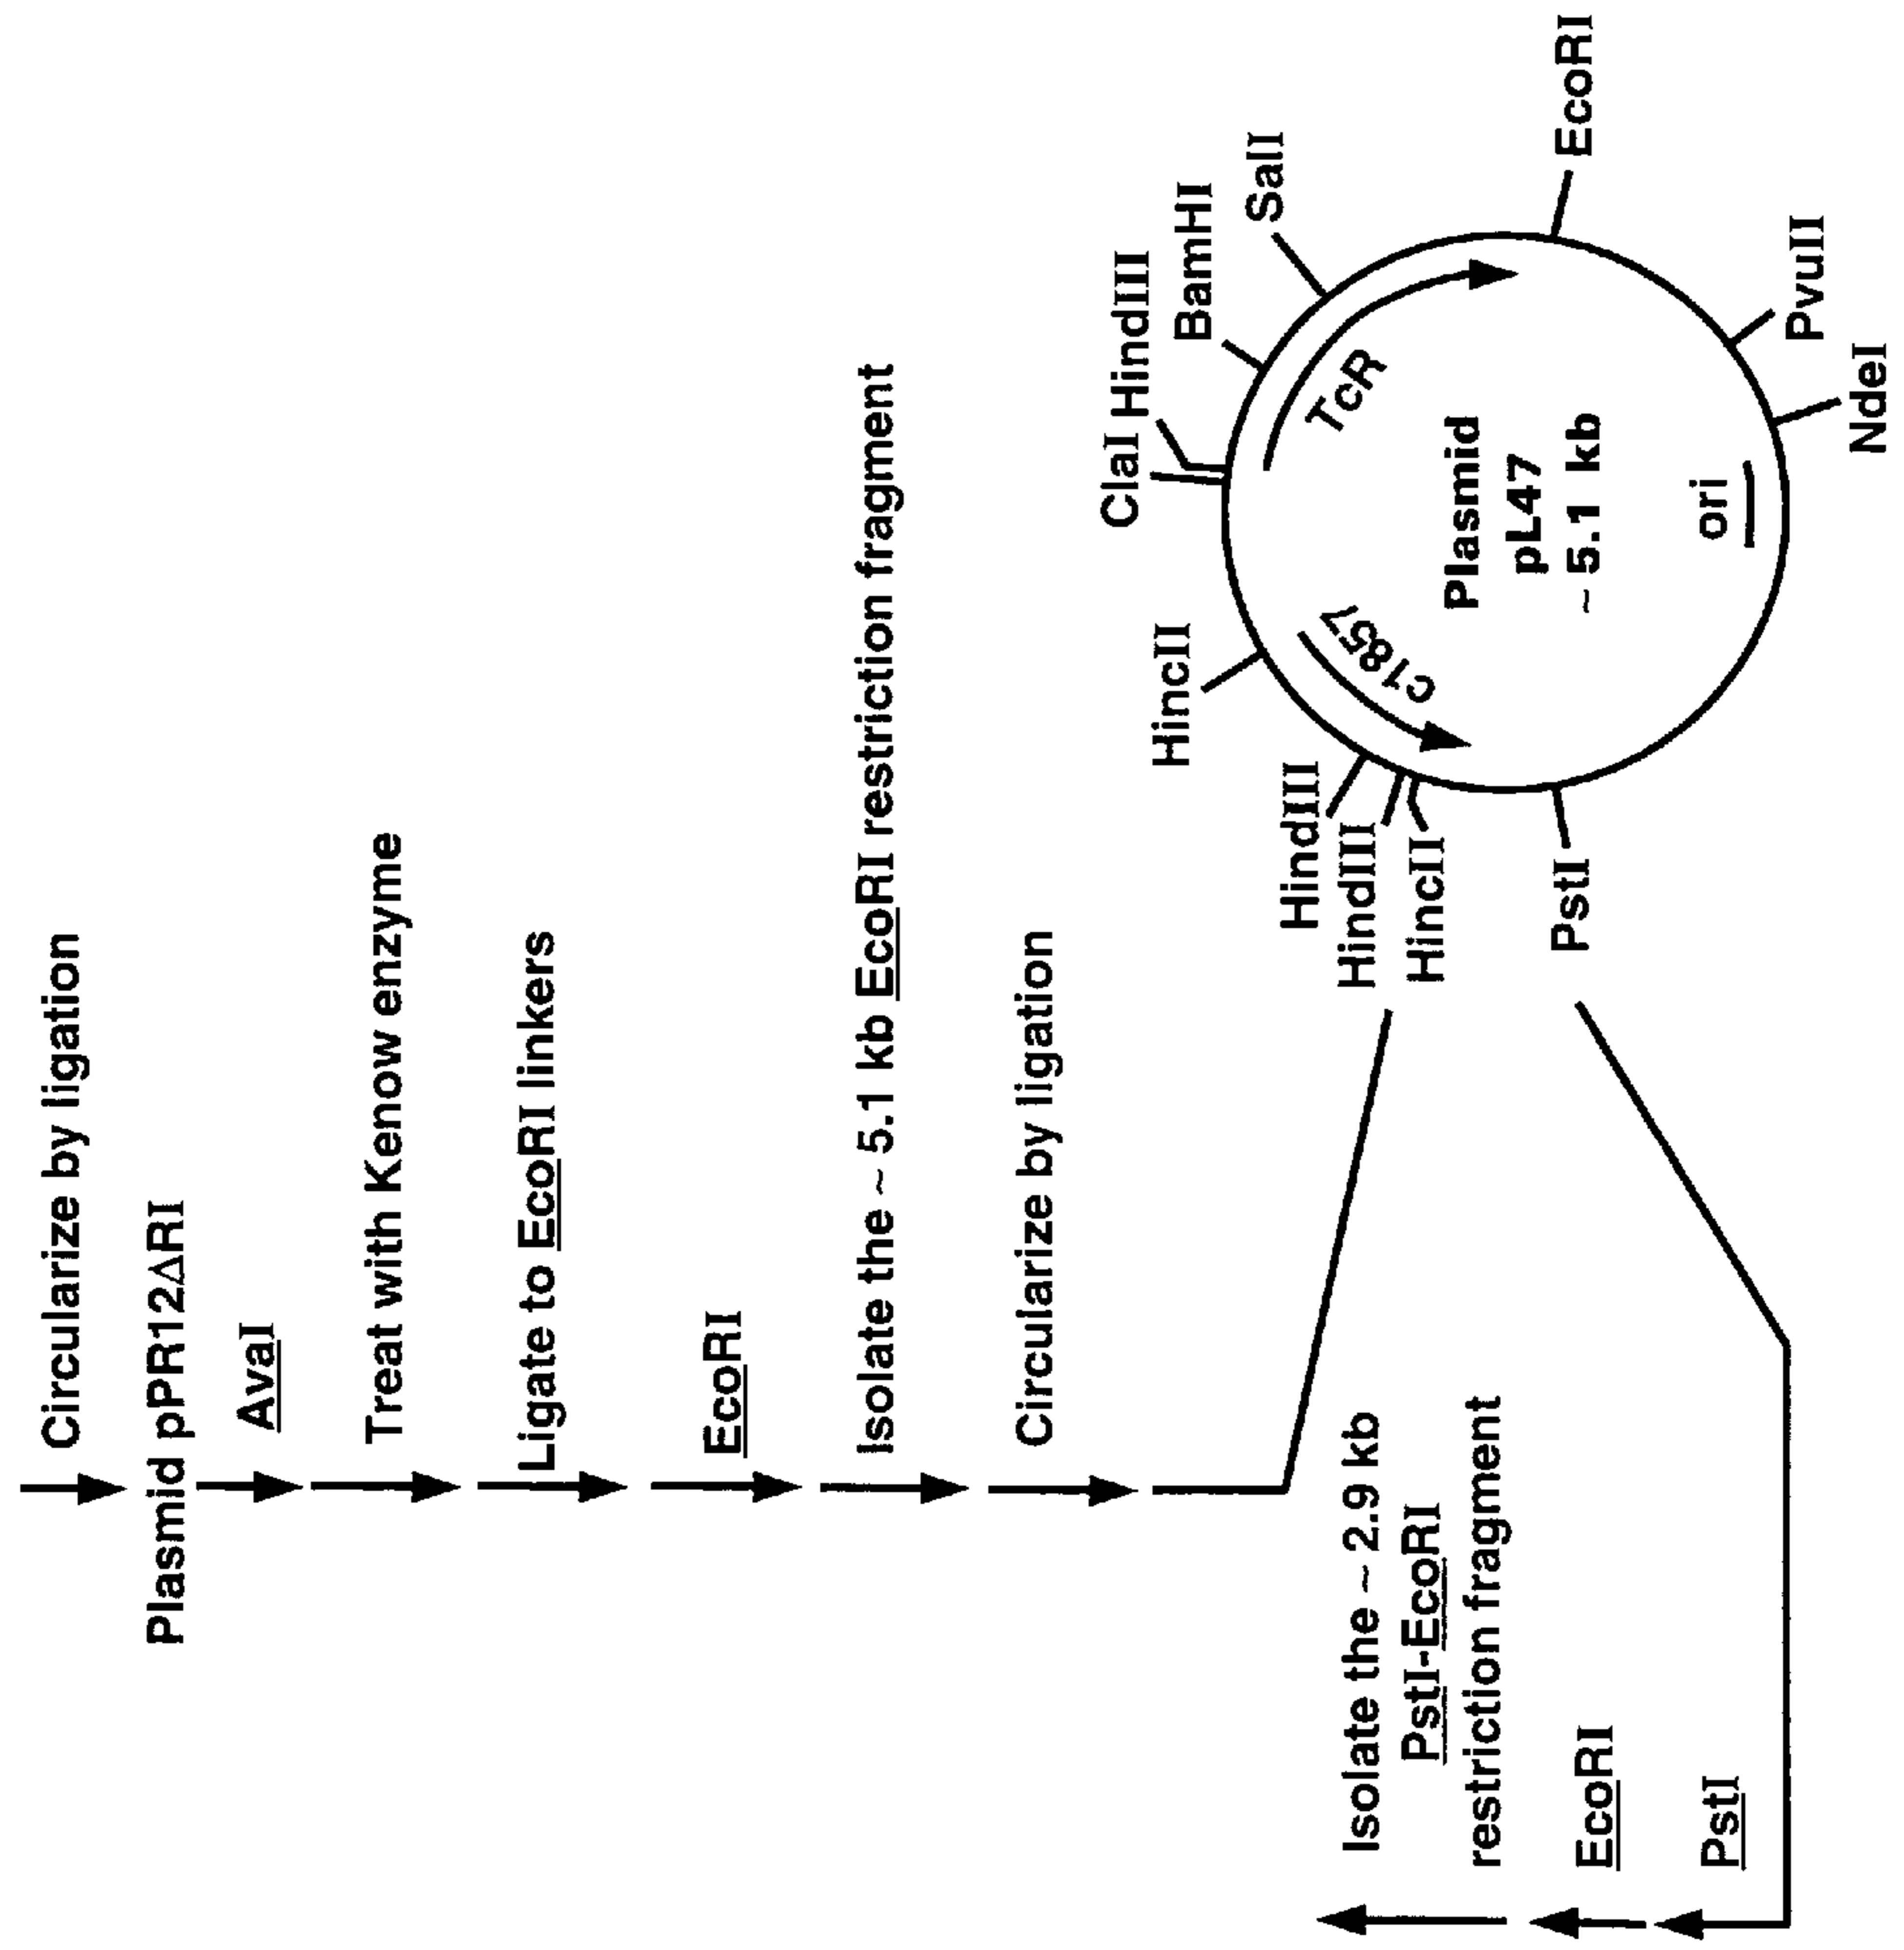 Circularize by ligation
Plasmid pPR12ΔRI
AvaI
Treat with Kenow enzyme
Ligate to EcoRI linkers
EcoRI
Isolate the ~ 5.1 kb EcoRI restriction fragment
Circularize by ligation
ClaI HindIII
BamHI
SalI
EcoRI
PvuII
NdeI
HincII
HindIII
HindIII
HincII
PstI
TcR
c1857
Plasmid
pL47
~ 5.1 kb
ori
Isolate the ~ 2.9 kb
PstI-EcoRI
restriction fragment
EcoRI
PstI